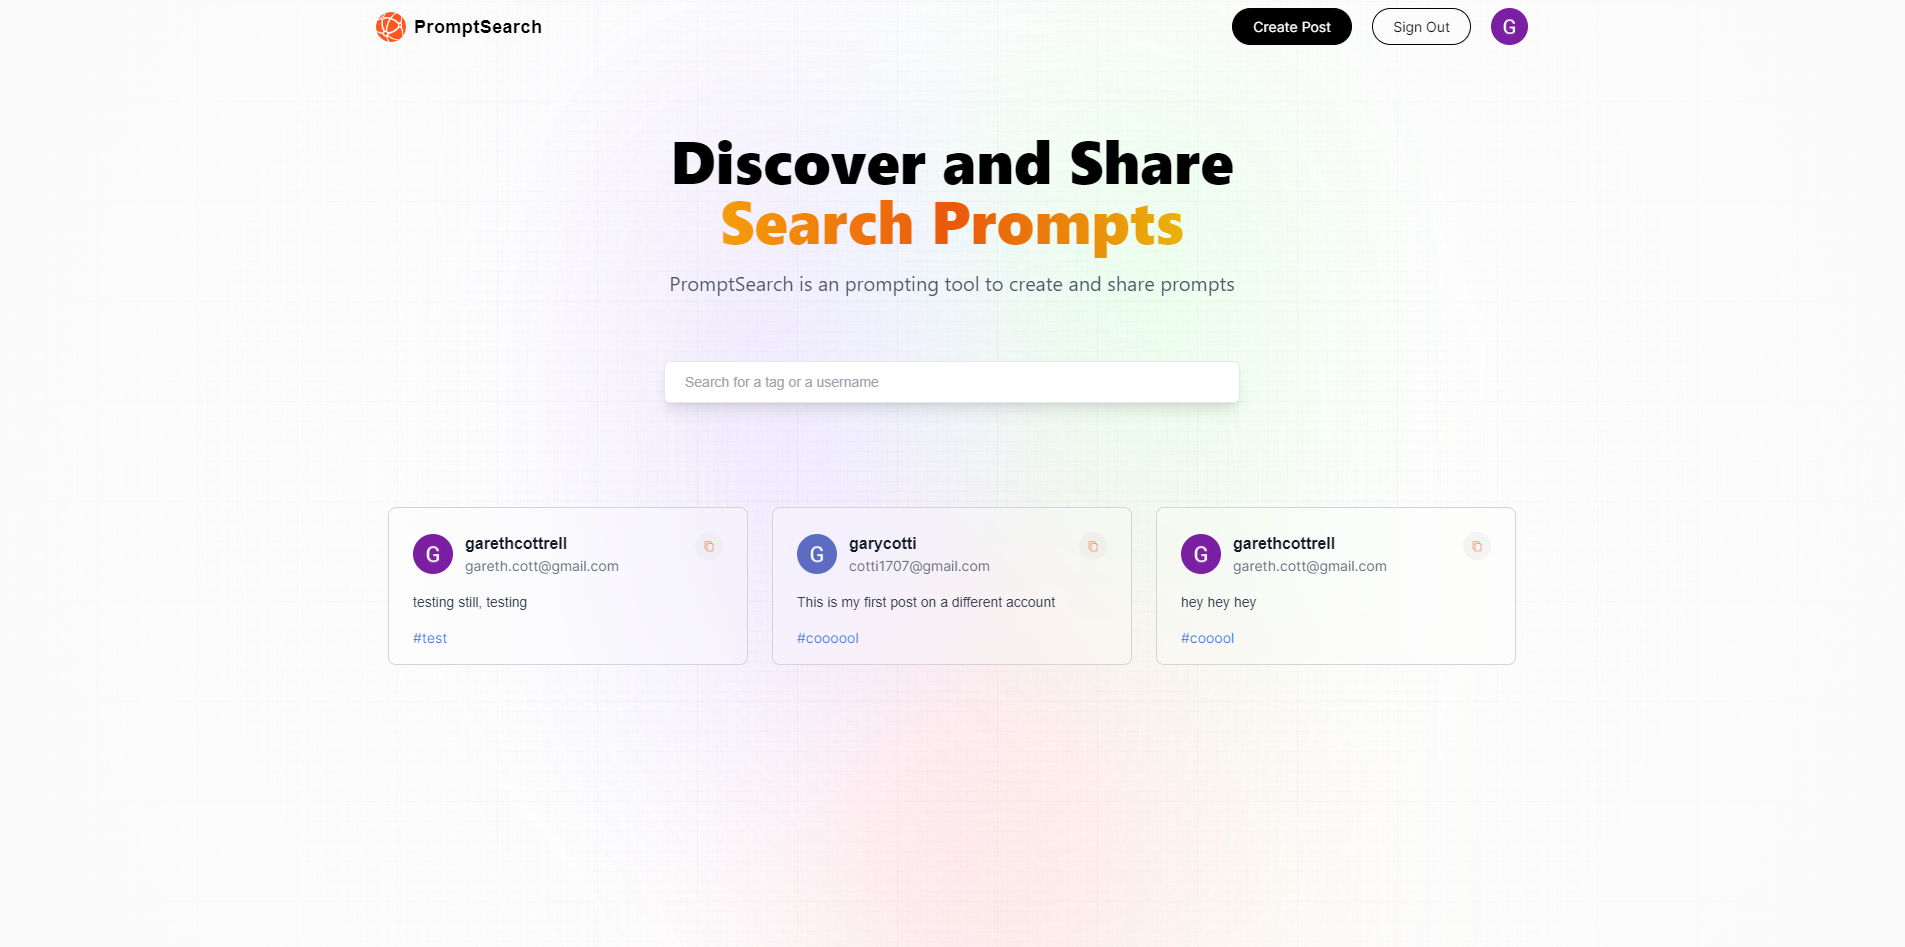 PromptSearch
Create Post
Sign Out
G
Discover and Share
Search Prompts
PromptSearch is an prompting tool to create and share prompts
Search for a tag or a username
G
garethcottrell
gareth.cott@gmail.com
testing still, testing
#test
G
garycotti
cotti1707@gmail.com
This is my first post on a different account
#coooool
G
garethcottrell
gareth.cott@gmail.com
hey hey hey
#cooool